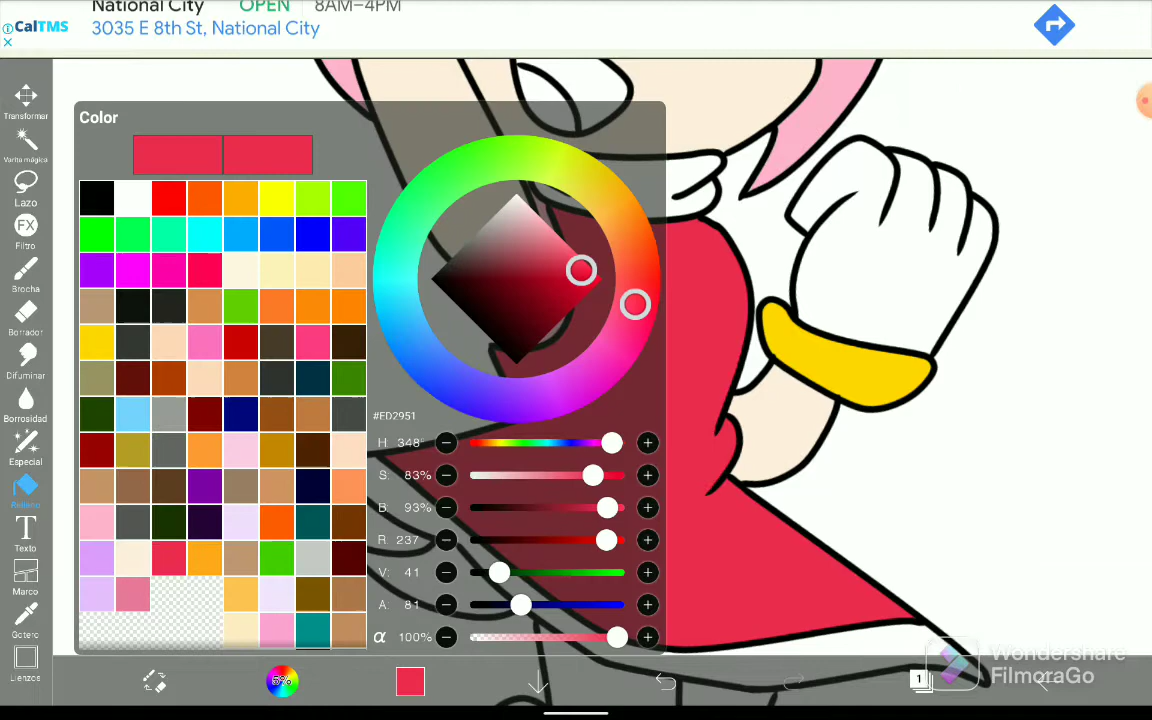 National City OPEN 8AM–4PM
CalTMS
3035 E 8th St, National City
Transformar
Varita mágica
Lazo
FX
Filtro
Brocha
Borrador
Difuminar
Borrosidad
Especial
Relleno
T
Texto
Marco
Gotero
Lienzos
Color
#ED2951
H: 348°
S: 83%
B: 93%
R: 237
V: 41
A: 81
α 100%
1
Wondershare
FilmoraGo